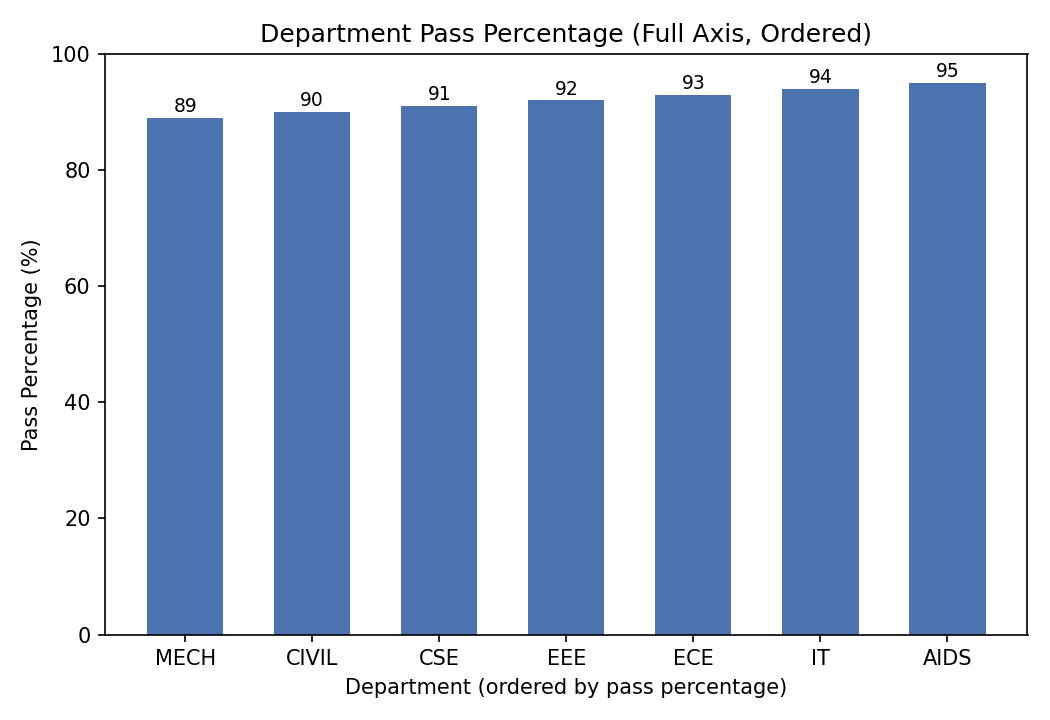 Department Pass Percentage (Full Axis, Ordered)
Pass Percentage (%)
100
80
60
40
20
0
89
90
91
92
93
94
95
MECH
CIVIL
CSE
EEE
ECE
IT
AIDS
Department (ordered by pass percentage)